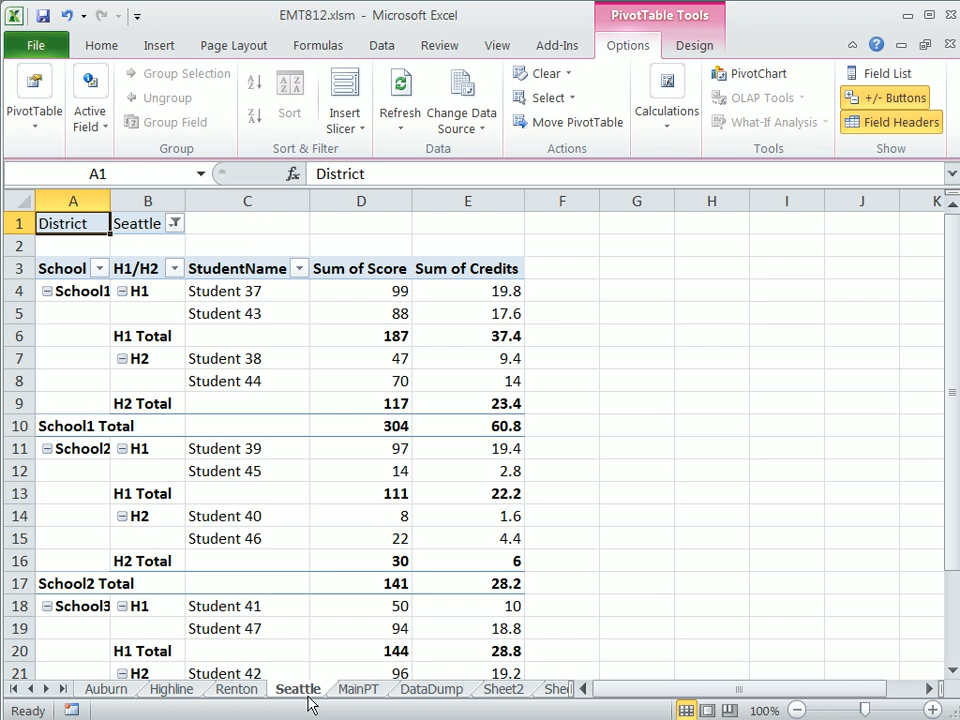 EMT812.xlsm - Microsoft Excel
PivotTable Tools
File Home Insert Page Layout Formulas Data Review View Add-Ins Options Design
PivotTable
Active Field
Group Selection
Ungroup
Group Field
Group
Sort
Insert Slicer
Sort & Filter
Refresh
Change Data Source
Data
Clear
Select
Move PivotTable
Actions
Calculations
PivotChart
OLAP Tools
What-If Analysis
Tools
Field List
+/- Buttons
Field Headers
Show
A1 fx District
A B C D E F G H I J K
1 District Seattle
2
3 School H1/H2 StudentName Sum of Score Sum of Credits
4 School1 H1 Student 37 99 19.8
5 Student 43 88 17.6
6 H1 Total 187 37.4
7 H2 Student 38 47 9.4
8 Student 44 70 14
9 H2 Total 117 23.4
10 School1 Total 304 60.8
11 School2 H1 Student 39 97 19.4
12 Student 45 14 2.8
13 H1 Total 111 22.2
14 H2 Student 40 8 1.6
15 Student 46 22 4.4
16 H2 Total 30 6
17 School2 Total 141 28.2
18 School3 H1 Student 41 50 10
19 Student 47 94 18.8
20 H1 Total 144 28.8
21 H2 Student 42 96 19.2
Auburn Highline Renton Seattle MainPT DataDump Sheet2 Shee
Ready 100%